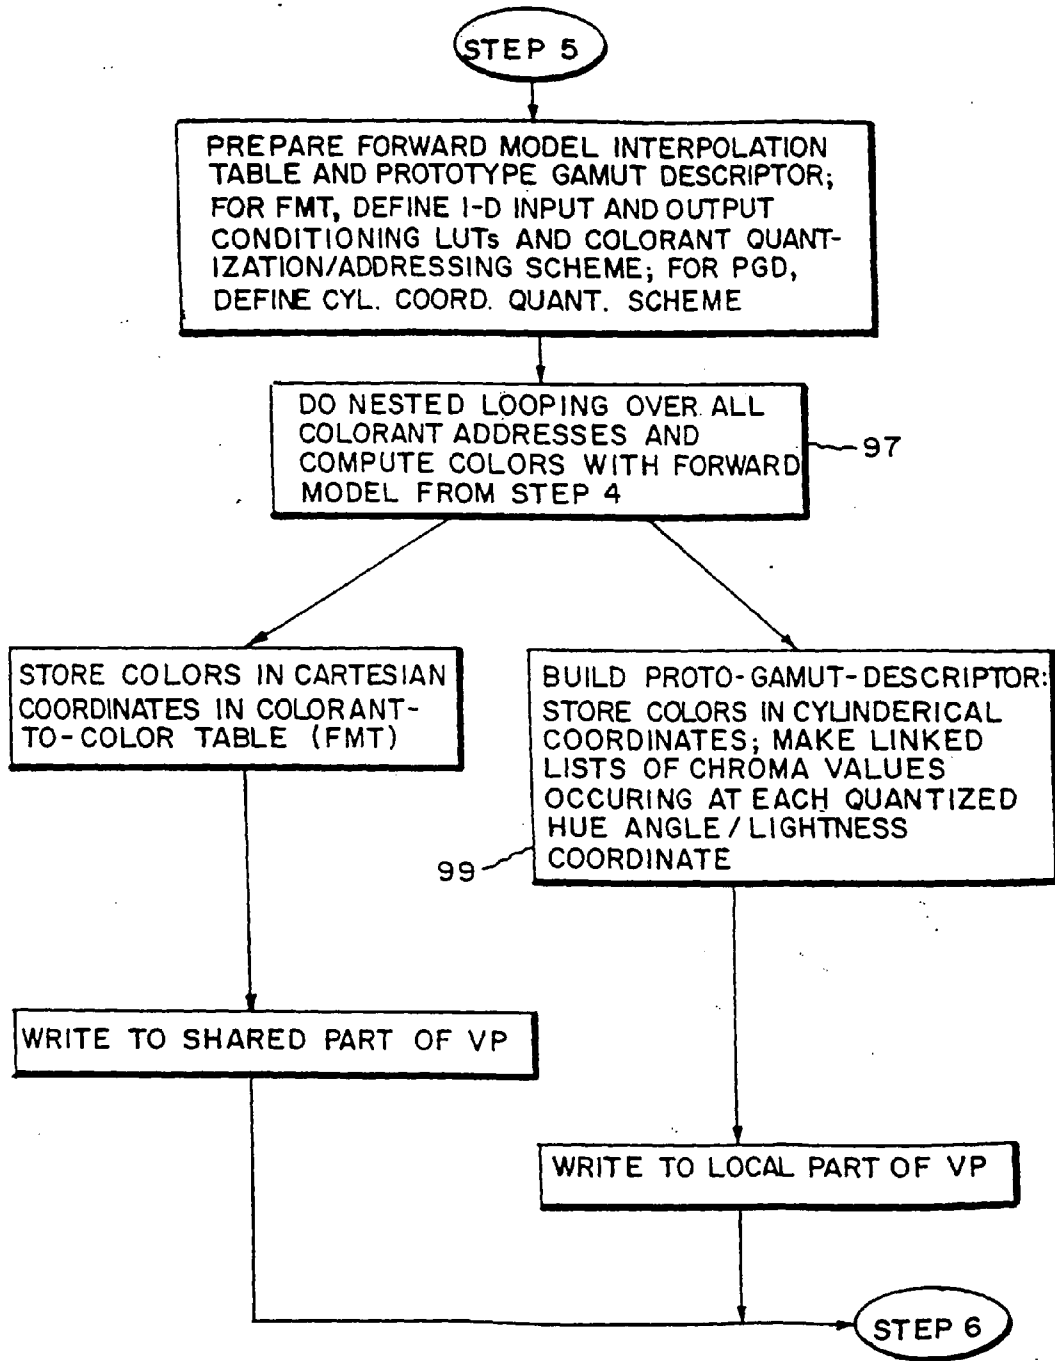 STEP 5
PREPARE FORWARD MODEL INTERPOLATION
TABLE AND PROTOTYPE GAMUT DESCRIPTOR;
FOR FMT, DEFINE I-D INPUT AND OUTPUT
CONDITIONING LUTs AND COLORANT QUANT-
IZATION/ADDRESSING SCHEME; FOR PGD,
DEFINE CYL. COORD. QUANT. SCHEME
DO NESTED LOOPING OVER ALL
COLORANT ADDRESSES AND
COMPUTE COLORS WITH FORWARD
MODEL FROM STEP 4
97
STORE COLORS IN CARTESIAN
COORDINATES IN COLORANT-
TO-COLOR TABLE (FMT)
BUILD PROTO-GAMUT-DESCRIPTOR:
STORE COLORS IN CYLINDERICAL
COORDINATES; MAKE LINKED
LISTS OF CHROMA VALUES
OCCURING AT EACH QUANTIZED
HUE ANGLE/LIGHTNESS
COORDINATE
99
WRITE TO SHARED PART OF VP
WRITE TO LOCAL PART OF VP
STEP 6